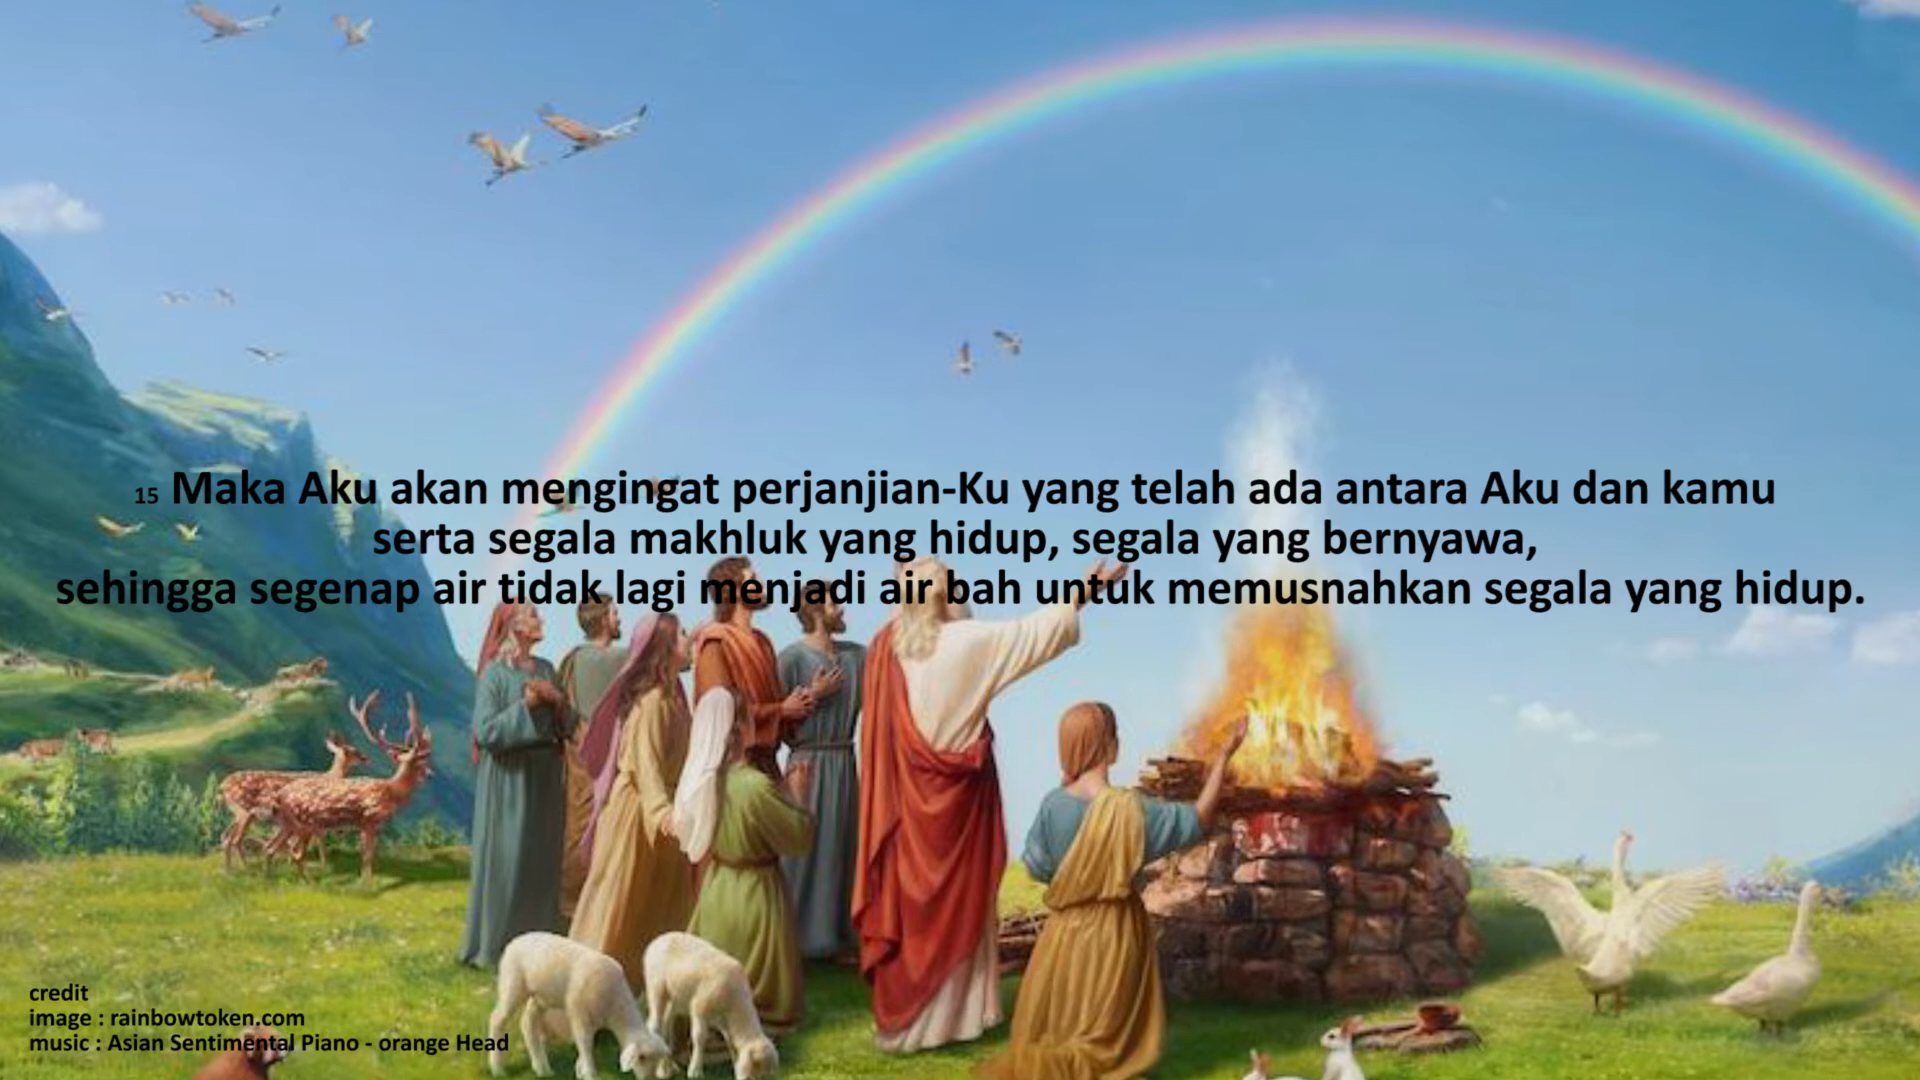 15 Maka Aku akan mengingat perjanjian-Ku yang telah ada antara Aku dan kamu
serta segala makhluk yang hidup, segala yang bernyawa,
sehingga segenap air tidak lagi menjadi air bah untuk memusnahkan segala yang hidup.
credit
image : rainbowtoken.com
music : Asian Sentimental Piano - orange Head